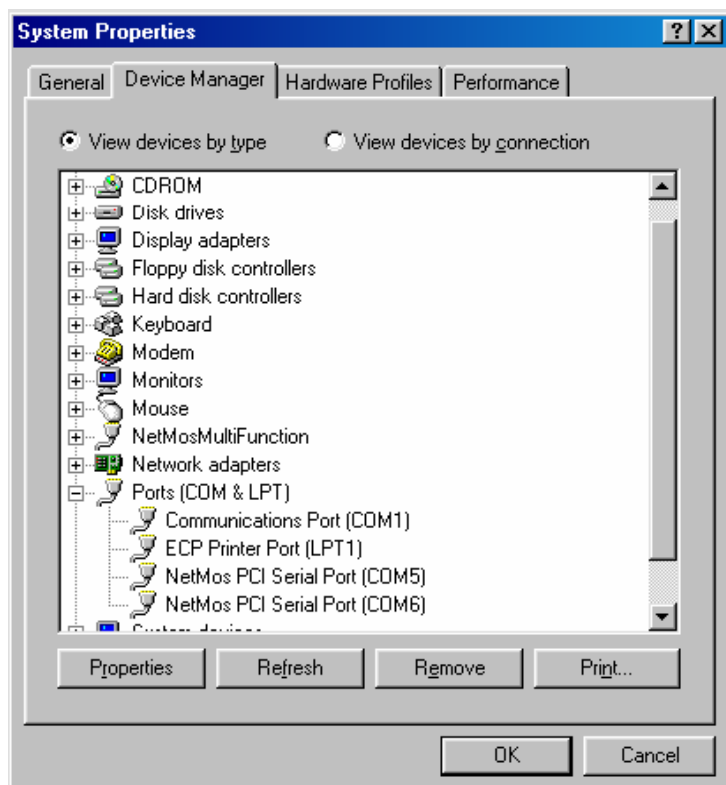 System Properties
General Device Manager Hardware Profiles Performance
View devices by type View devices by connection
CDROM
Disk drives
Display adapters
Floppy disk controllers
Hard disk controllers
Keyboard
Modem
Monitors
Mouse
NetMosMultiFunction
Network adapters
Ports (COM & LPT)
Communications Port (COM1)
ECP Printer Port (LPT1)
NetMos PCI Serial Port (COM5)
NetMos PCI Serial Port (COM6)
System devices
Properties Refresh Remove Print...
OK Cancel